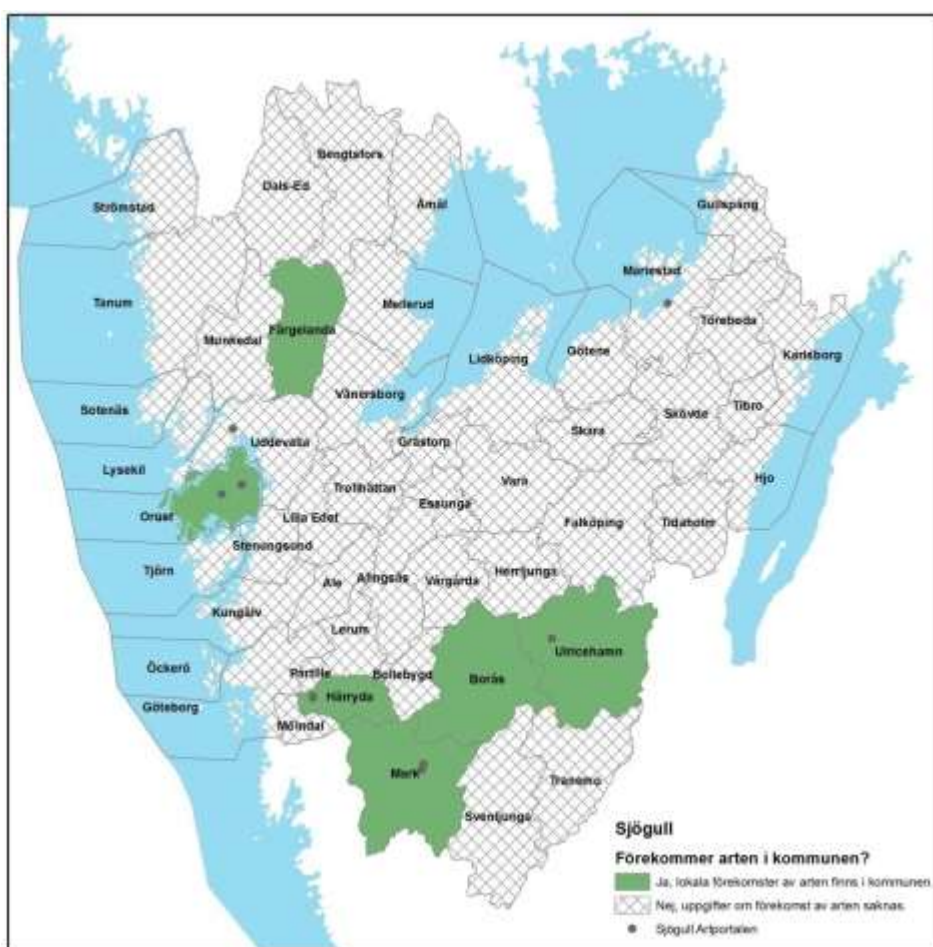 Bengtsfors
Dals-Ed
Åmål
Strömstad
Gullspång
Mariestad
Tanum
Färgelanda
Mellerud
Munkedal
Töreboda
Lidköping
Götene
Karlsborg
Vänersborg
Sotenäs
Skövde
Tibro
Skara
Uddevalla
Grästorp
Lysekil
Trollhättan
Vara
Hjo
Essunga
Orust
Lilla Edet
Falköping
Tidaholm
Stenungsund
Tjörn
Ale
Alingsås
Vårgårda
Herrljunga
Kungälv
Lerum
Ulricehamn
Öckerö
Partille
Bollebygd
Borås
Härryda
Göteborg
Mölndal
Mark
Tranemo
Svenljunga
Sjögull
Förekommer arten i kommunen?
Ja, lokala förekomster av arten finns i kommunen.
Nej, uppgifter om förekomst av arten saknas.
Sjögull Artportalen